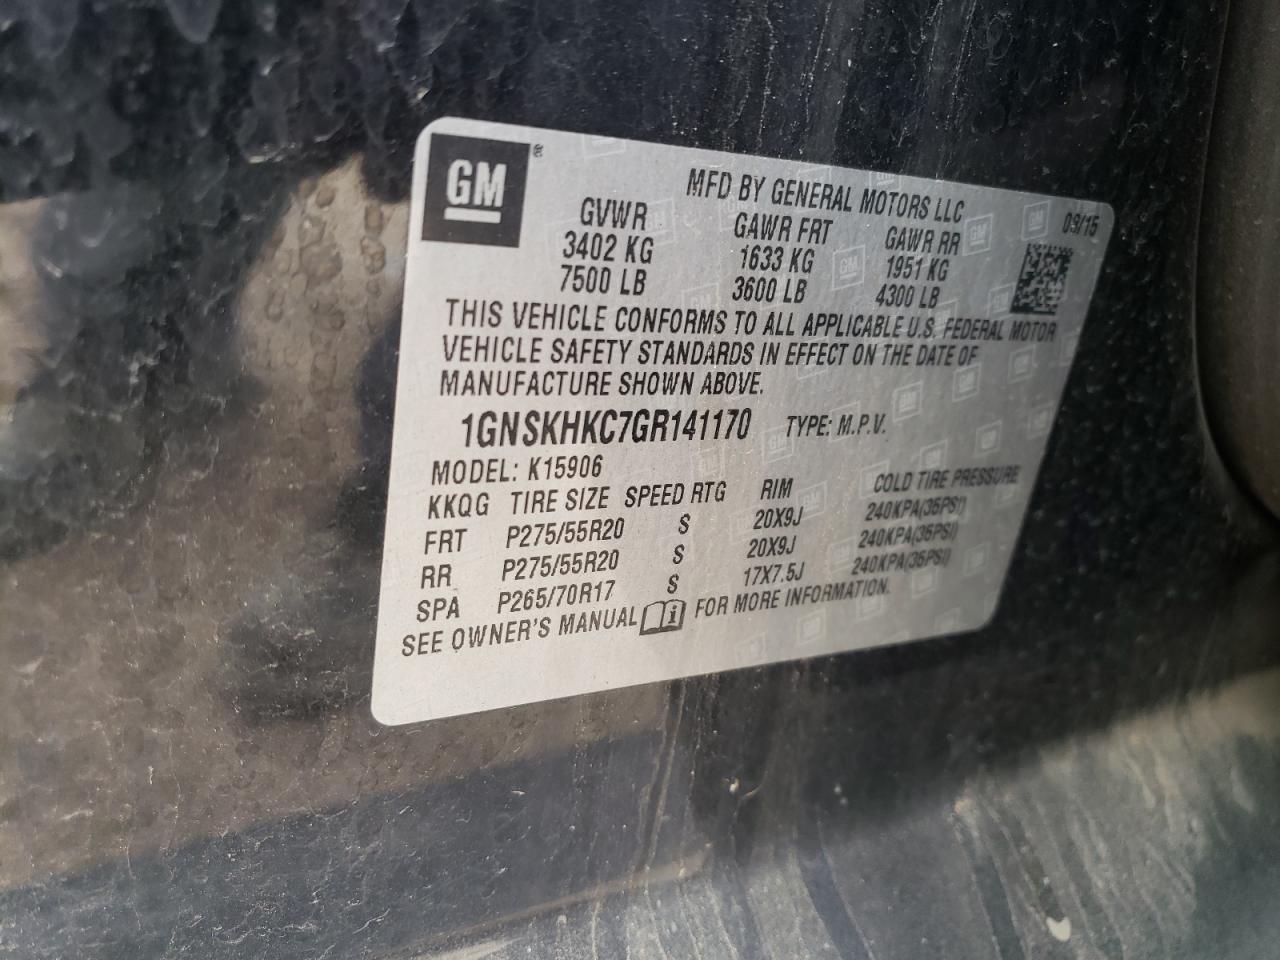 GM ®
MFD BY GENERAL MOTORS LLC
GVWR GAWR FRT GAWR RR 09/15
3402 KG 1633 KG 1951 KG
7500 LB 3600 LB 4300 LB
THIS VEHICLE CONFORMS TO ALL APPLICABLE U.S. FEDERAL MOTOR
VEHICLE SAFETY STANDARDS IN EFFECT ON THE DATE OF
MANUFACTURE SHOWN ABOVE.
1GNSKHKC7GR141170 TYPE: M.P.V.
MODEL: K15906
KKQG TIRE SIZE SPEED RTG RIM COLD TIRE PRESSURE
FRT P275/55R20 S 20X9J 240KPA(35PSI)
RR P275/55R20 S 20X9J 240KPA(35PSI)
SPA P265/70R17 S 17X7.5J 240KPA(35PSI)
SEE OWNER'S MANUAL i FOR MORE INFORMATION.